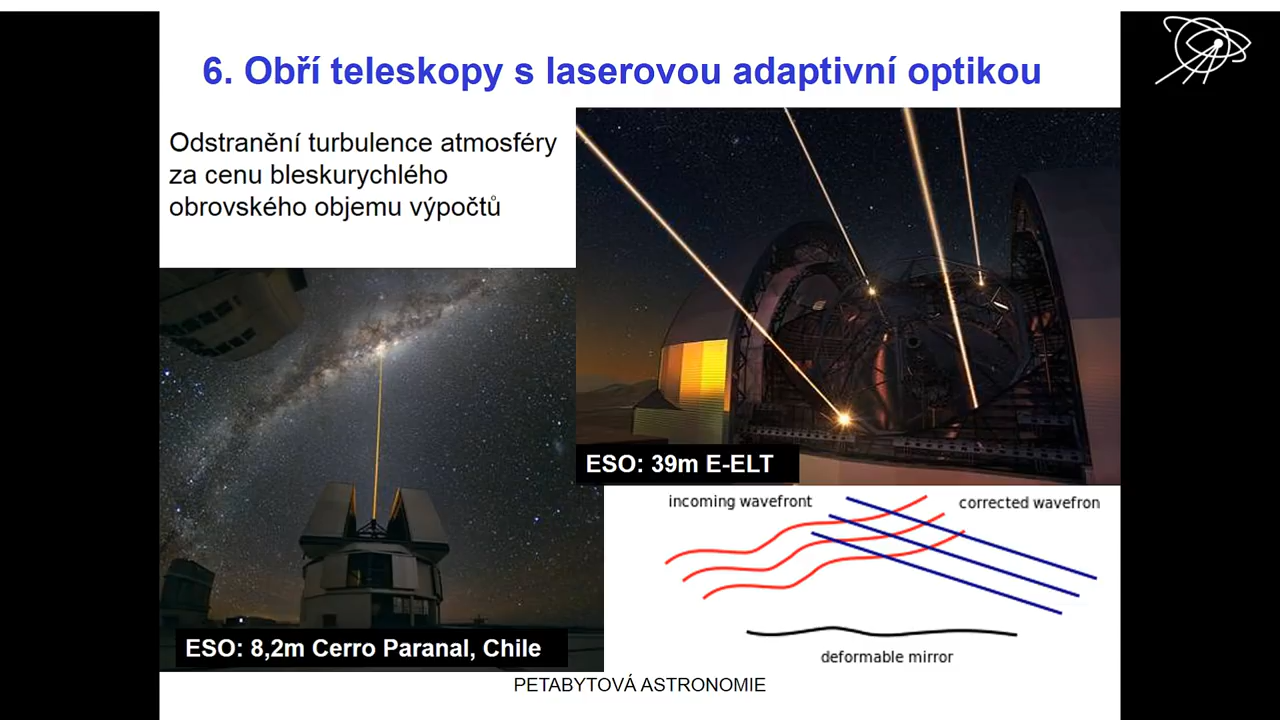 6. Obří teleskopy s laserovou adaptivní optikou
Odstranění turbulence atmosféry
za cenu bleskurychlého
obrovského objemu výpočtů
ESO: 39m E-ELT
incoming wavefront
corrected wavefron
ESO: 8,2m Cerro Paranal, Chile
deformable mirror
PETABYTOVÁ ASTRONOMIE